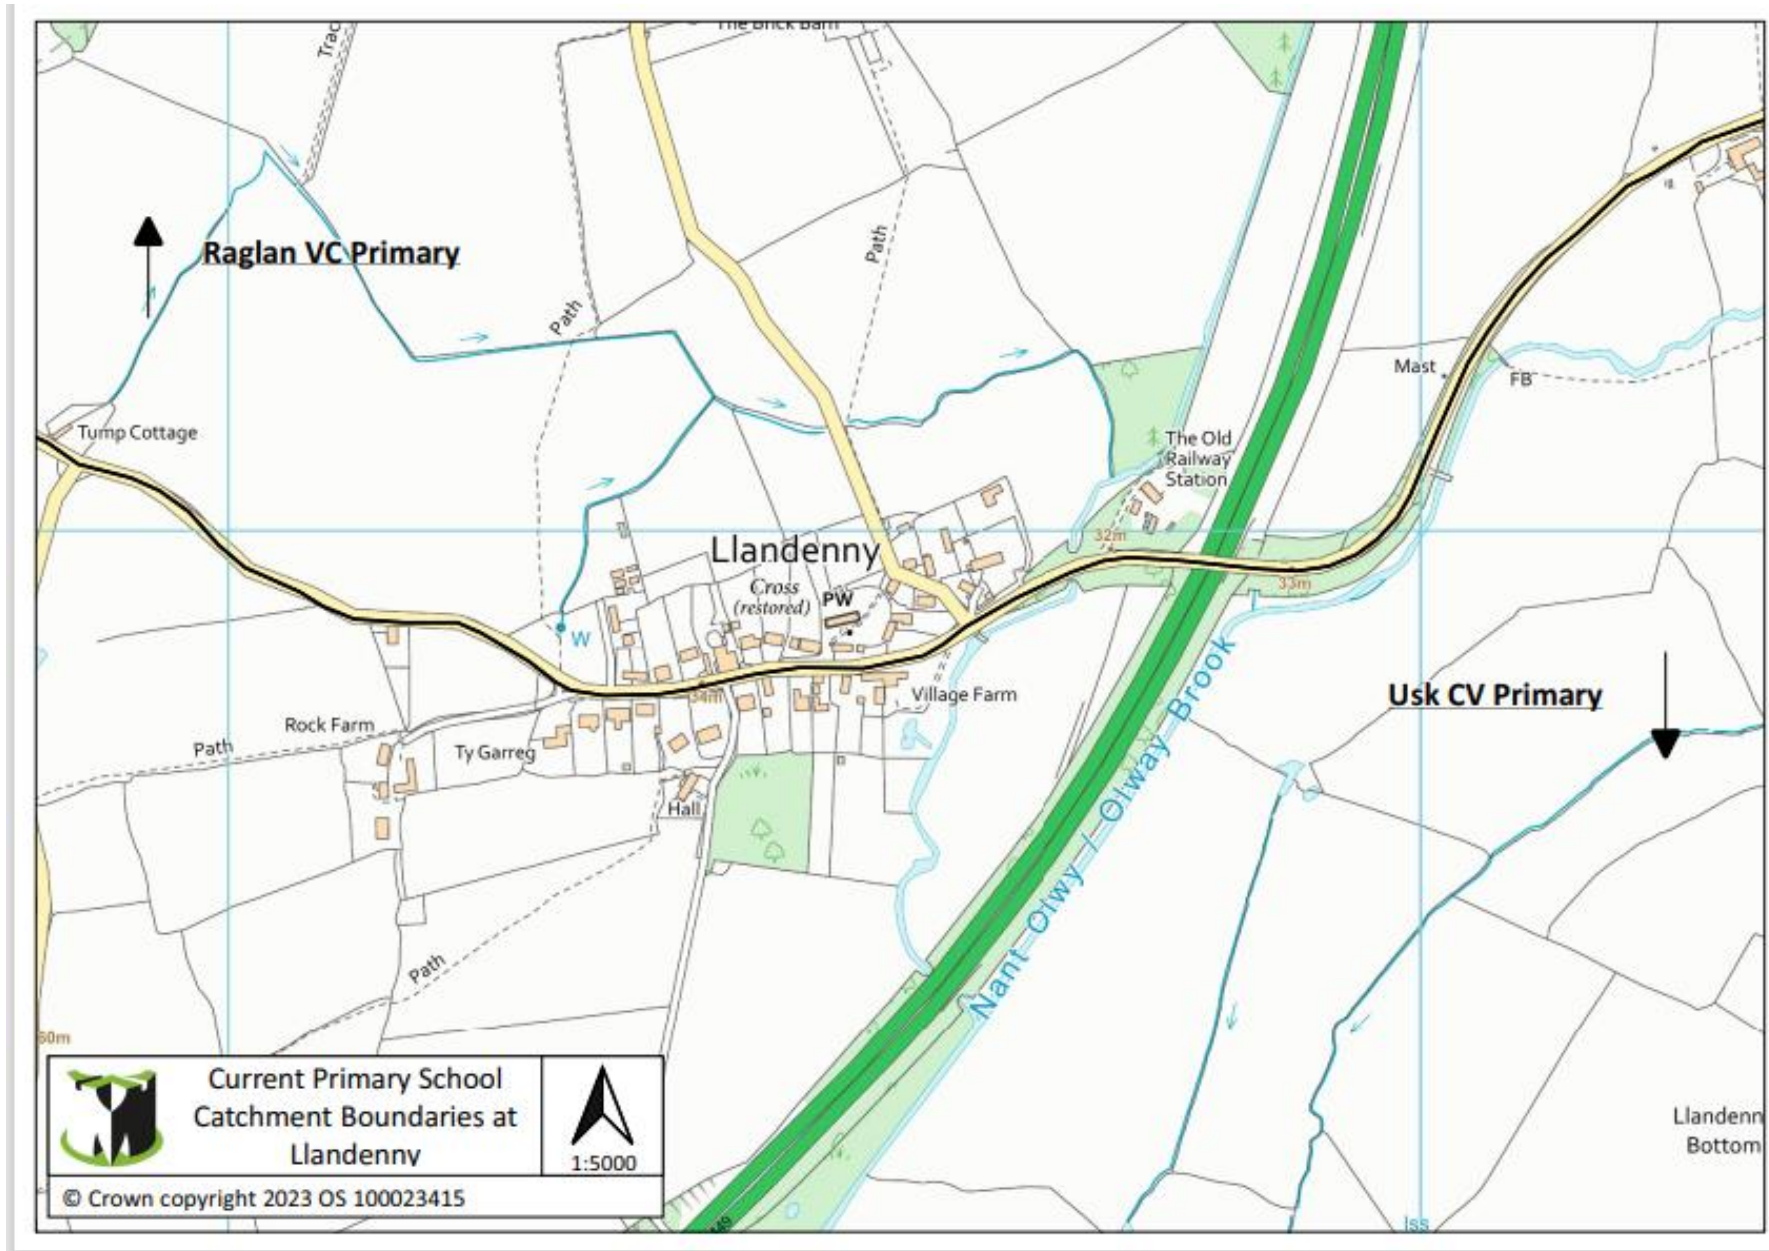 The Brick Barn
Path
Raglan VC Primary
Path
Mast
FB
Tump Cottage
The Old
Railway
Station
32m
Llandenny
Cross
(restored)
PW
33m
W
Usk CV Primary
34m
Village Farm
Rock Farm
Path
Ty Garreg
Hall
Nant Olwy / Olway Brook
Path
60m
Current Primary School
Catchment Boundaries at
Llandenny
1:5000
© Crown copyright 2023 OS 100023415
Llandenn
Bottom
Iss